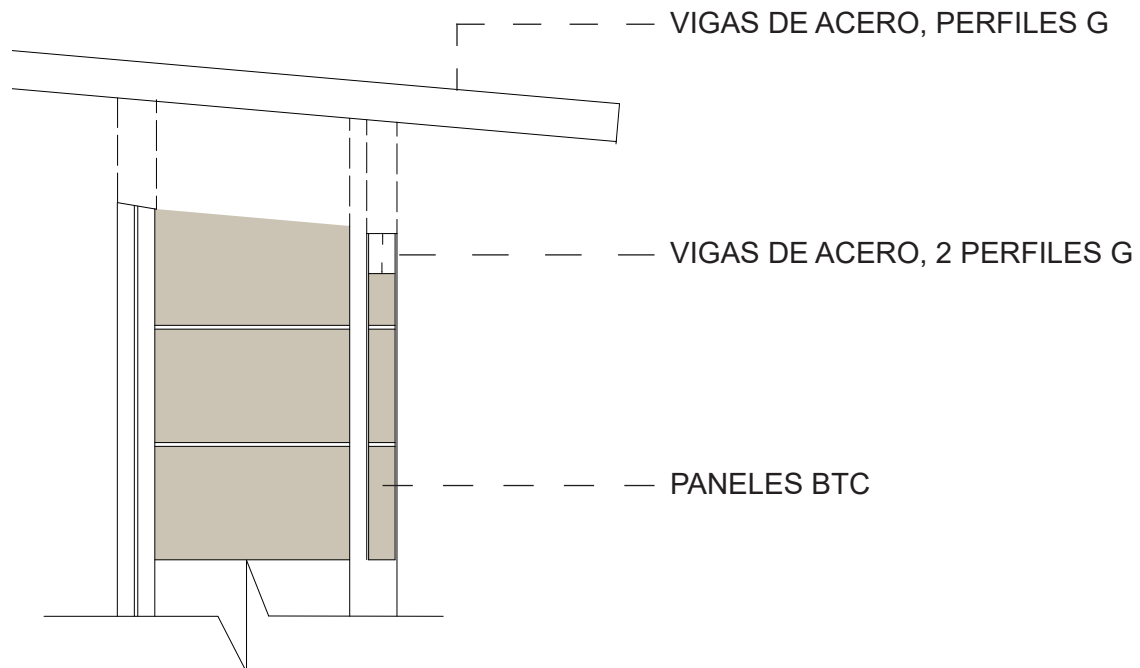 VIGAS DE ACERO, PERFILES G
VIGAS DE ACERO, 2 PERFILES G
PANELES BTC